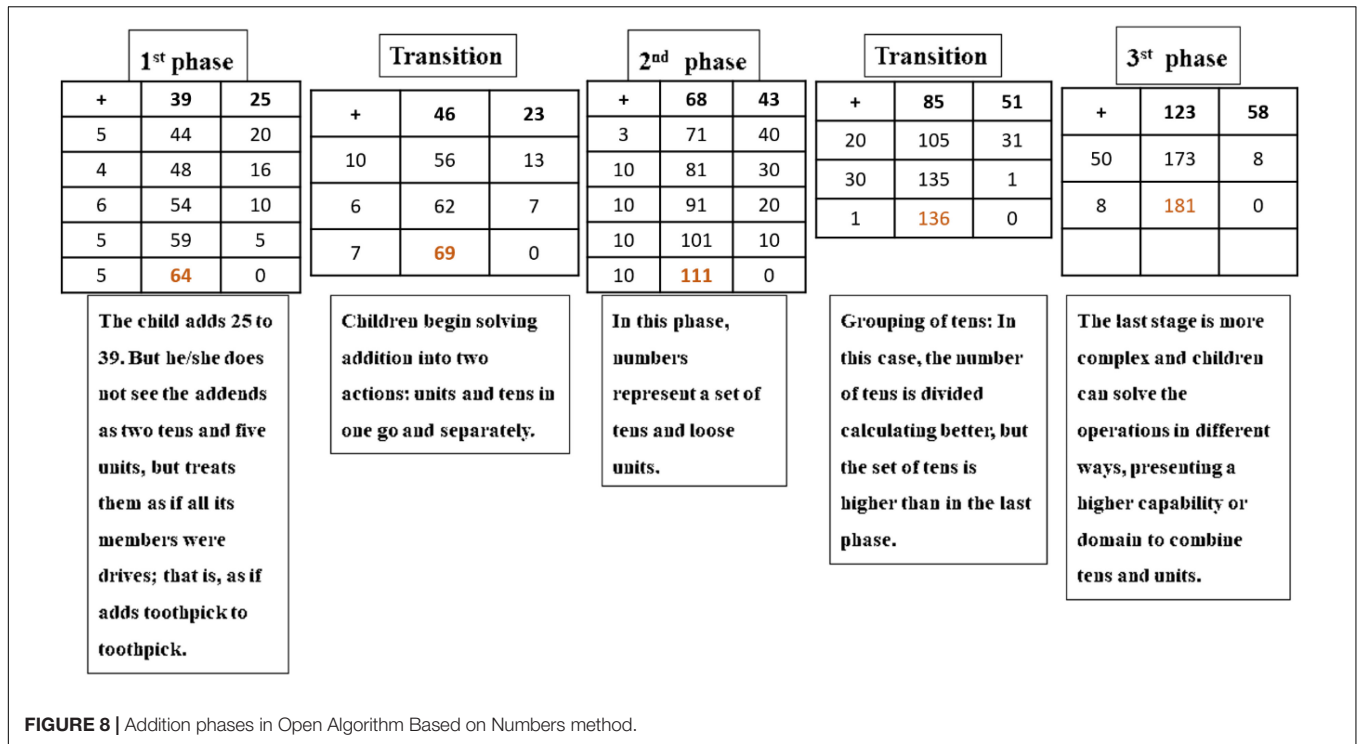 1st phase
+ 39 25
5 44 20
4 48 16
6 54 10
5 59 5
5 64 0
The child adds 25 to
39. But he/she does
not see the addends
as two tens and five
units, but treats
them as if all its
members were
drives; that is, as if
adds toothpick to
toothpick.
Transition
+ 46 23
10 56 13
6 62 7
7 69 0
Children begin solving
addition into two
actions: units and tens in
one go and separately.
2nd phase
+ 68 43
3 71 40
10 81 30
10 91 20
10 101 10
10 111 0
In this phase,
numbers
represent a set of
tens and loose
units.
Transition
+ 85 51
20 105 31
30 135 1
1 136 0
Grouping of tens: In
this case, the number
of tens is divided
calculating better, but
the set of tens is
higher than in the last
phase.
3st phase
+ 123 58
50 173 8
8 181 0
The last stage is more
complex and children
can solve the
operations in different
ways, presenting a
higher capability or
domain to combine
tens and units.
FIGURE 8 | Addition phases in Open Algorithm Based on Numbers method.